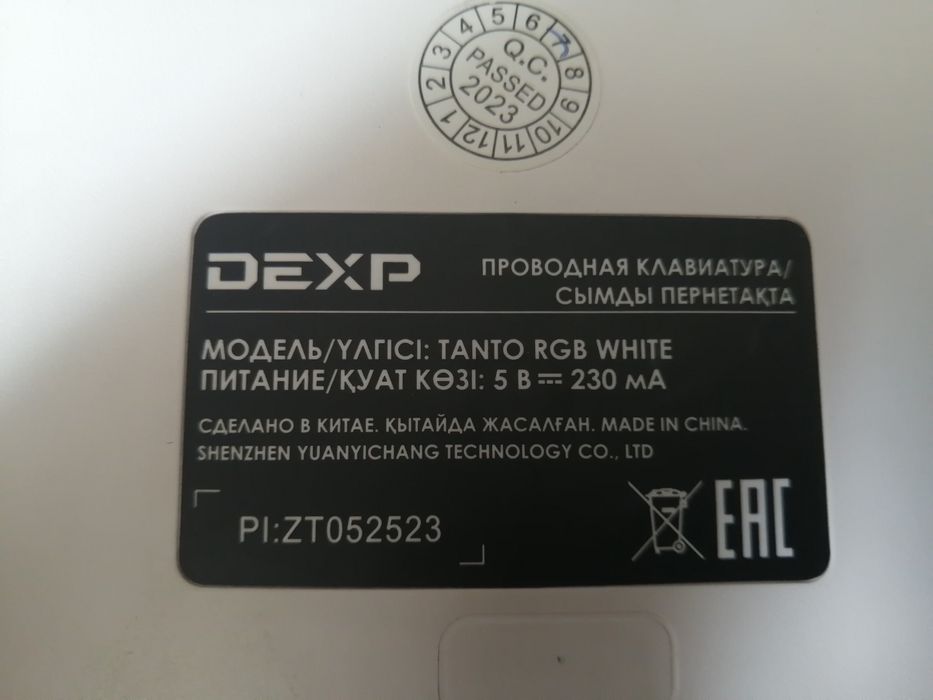 1 2 3 4 5 6 7 8 9 10 11 12
Q.C.
PASSED
2023
DEXP
ПРОВОДНАЯ КЛАВИАТУРА/
СЫМДЫ ПЕРНЕТАҚТА
МОДЕЛЬ/ҮЛГІСІ: TANTO RGB WHITE
ПИТАНИЕ/ҚУАТ КӨЗІ: 5 В ⎓ 230 мА
СДЕЛАНО В КИТАЕ. ҚЫТАЙДА ЖАСАЛҒАН. MADE IN CHINA.
SHENZHEN YUANYICHANG TECHNOLOGY CO., LTD
PI:ZT052523
EAC